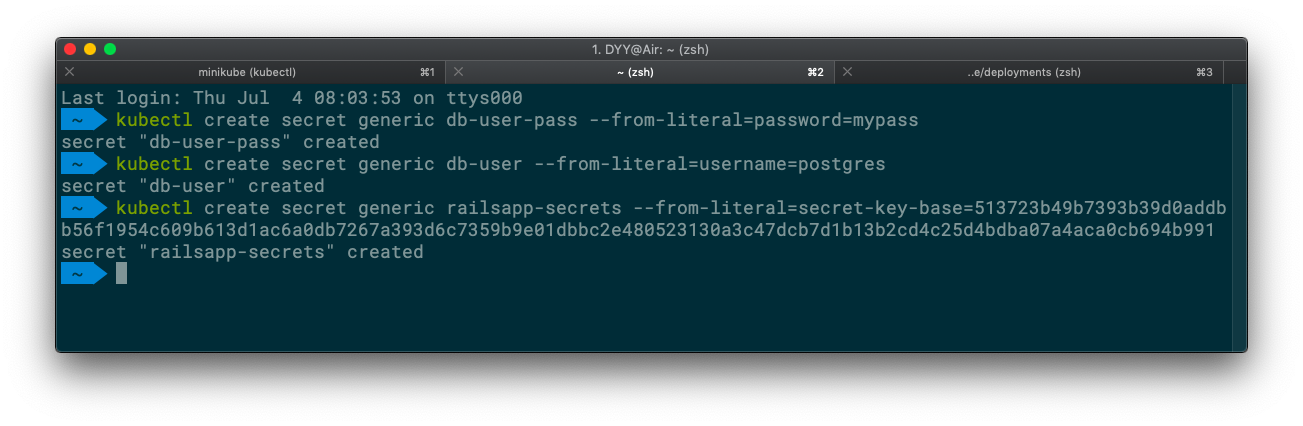 1. DYY@Air: ~ (zsh)
minikube (kubectl) ⌘1 ~ (zsh) ⌘2 ..e/deployments (zsh) ⌘3
Last login: Thu Jul  4 08:03:53 on ttys000
~ kubectl create secret generic db-user-pass --from-literal=password=mypass
secret "db-user-pass" created
~ kubectl create secret generic db-user --from-literal=username=postgres
secret "db-user" created
~ kubectl create secret generic railsapp-secrets --from-literal=secret-key-base=513723b49b7393b39d0addb
b56f1954c609b613d1ac6a0db7267a393d6c7359b9e01dbbc2e480523130a3c47dcb7d1b13b2cd4c25d4bdba07a4aca0cb694b991
secret "railsapp-secrets" created
~